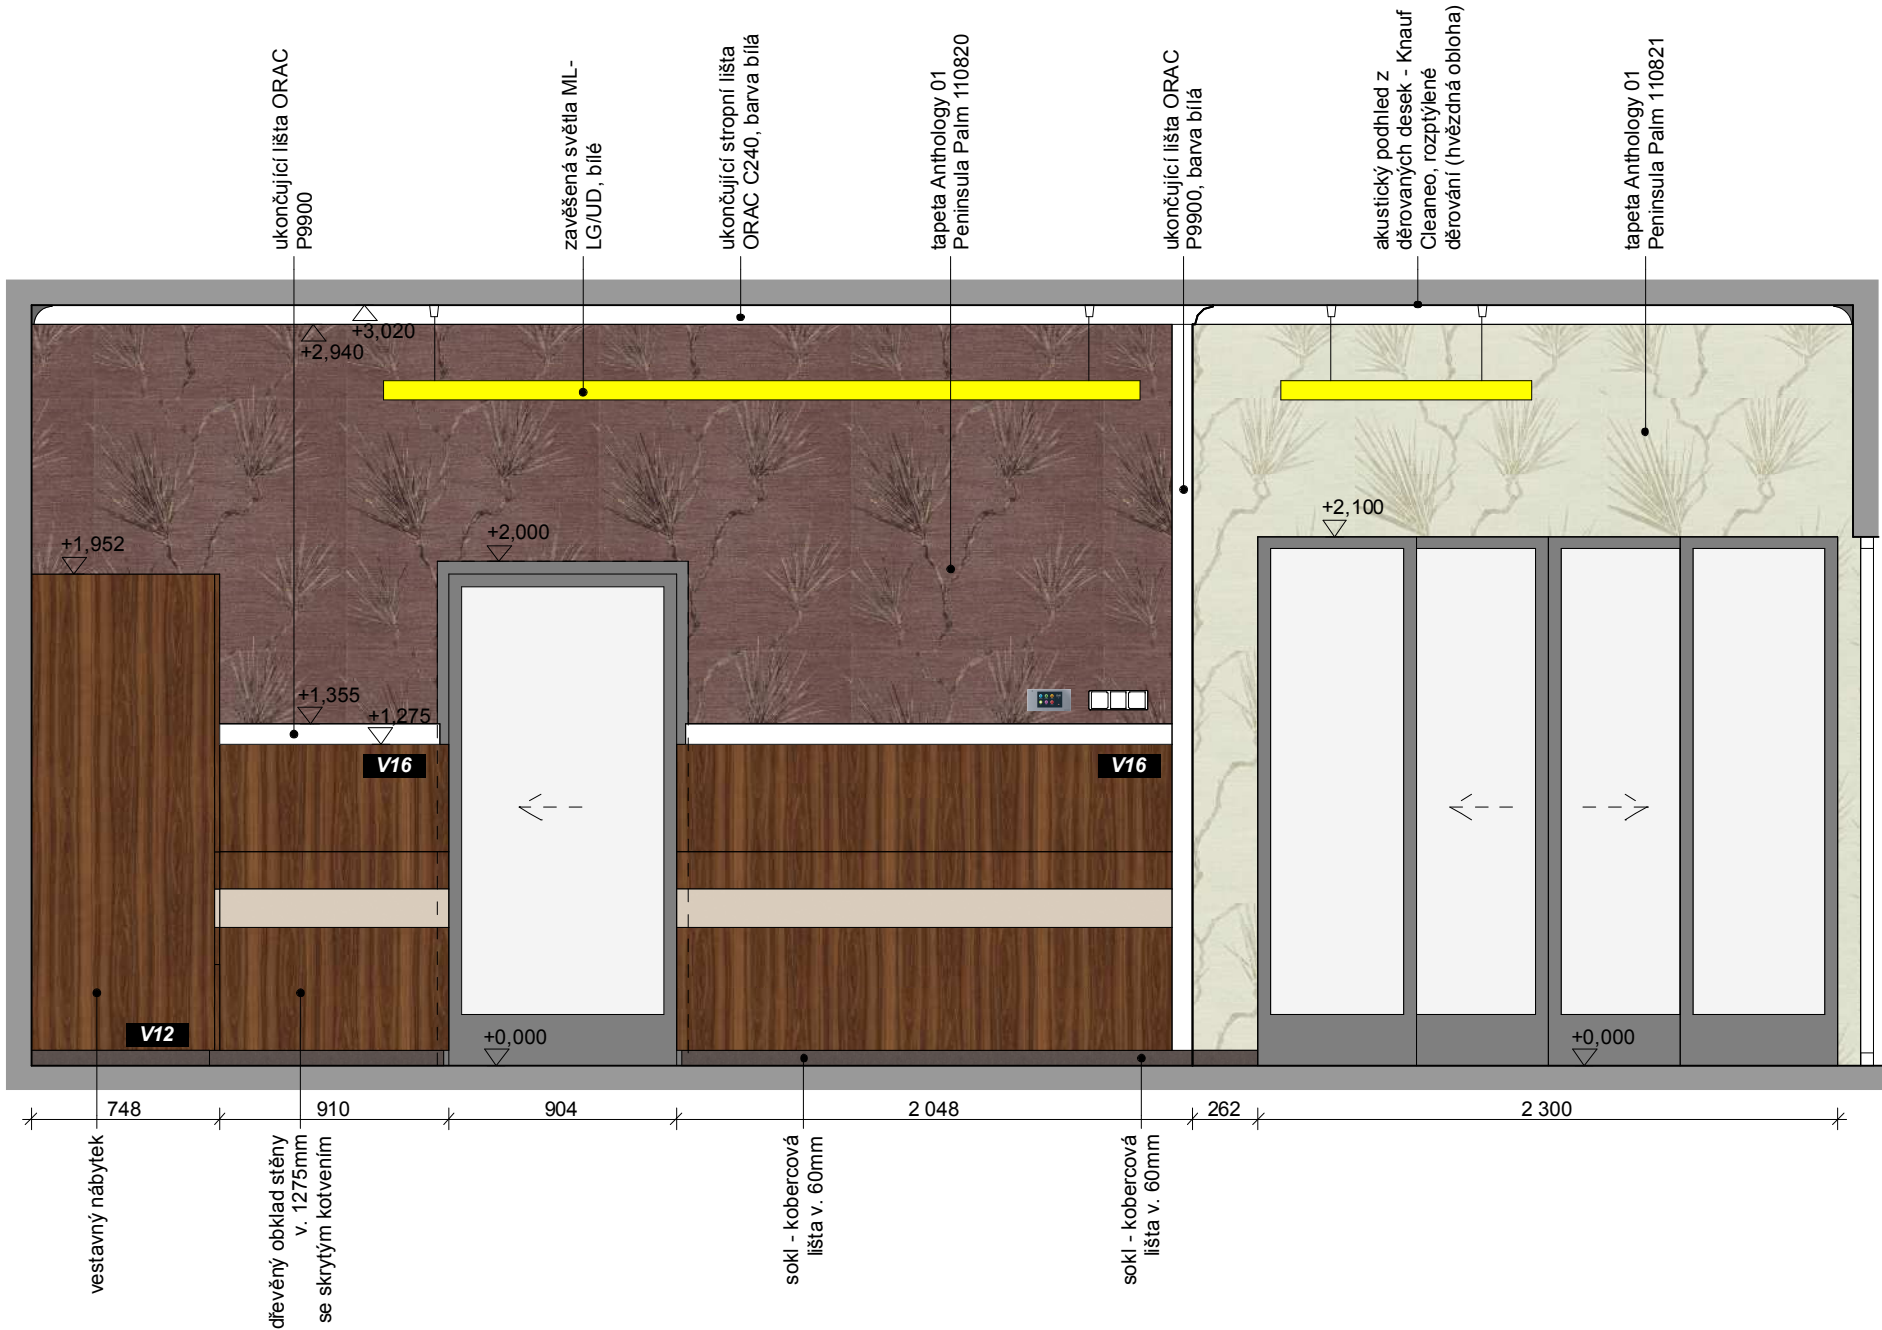 ukončující lišta ORAC
P9900
zavěšená světla ML-
LG/UD, bílé
ukončující stropní lišta
ORAC C240, barva bílá
tapeta Anthology 01
Peninsula Palm 110820
ukončující lišta ORAC
P9900, barva bílá
akustický podhled z
děrovaných desek - Knauf
Cleaneo, rozptýlené
děrování (hvězdná obloha)
tapeta Anthology 01
Peninsula Palm 110821
+3,020
+2,940
+2,100
+2,000
+1,952
+1,355
+1,275
V16
V16
V12
+0,000
+0,000
748
910
904
2 048
262
2 300
vestavný nábytek
dřevěný obklad stěny
v. 1275mm
se skrytým kotvením
sokl - kobercová
lišta v. 60mm
sokl - kobercová
lišta v. 60mm